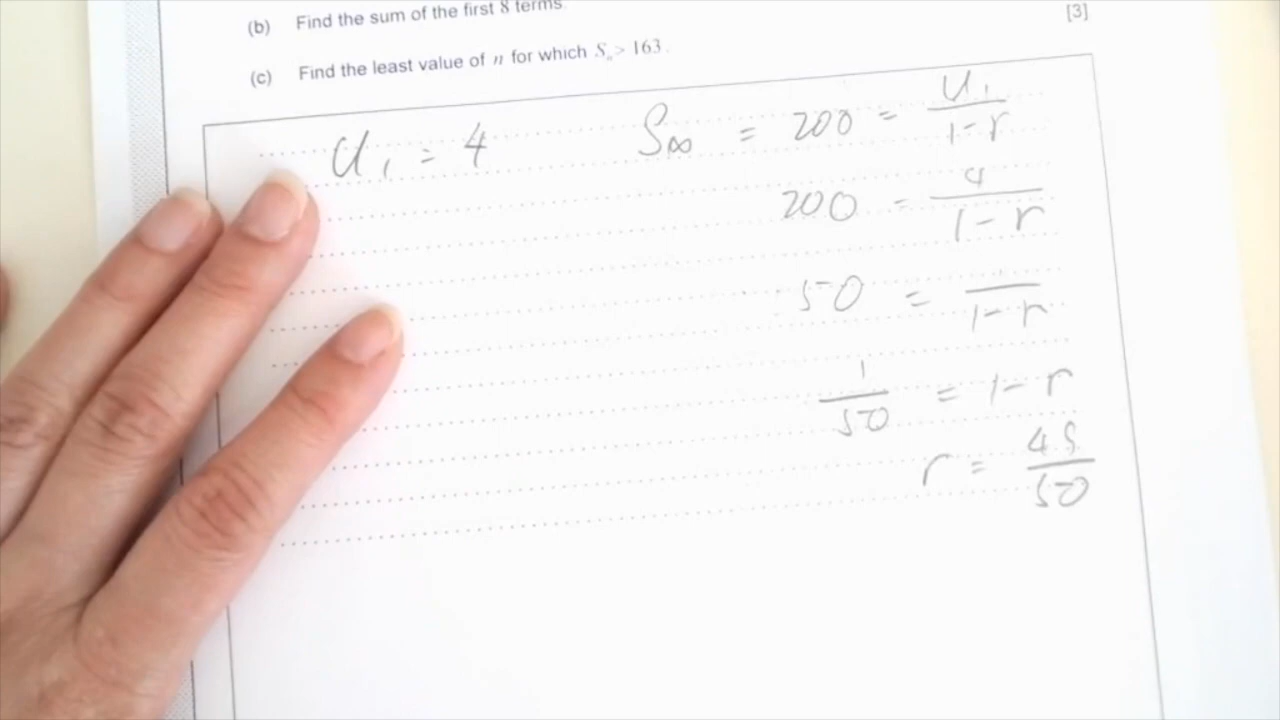 (b) Find the sum of the first 8 terms.
[3]
(c) Find the least value of n for which Sₙ > 163.
U₁ = 4
S∞ = 200 = U₁/(1-r)
200 = 4/(1-r)
50 = 1/(1-r)
1/50 = 1-r
r = 49/50